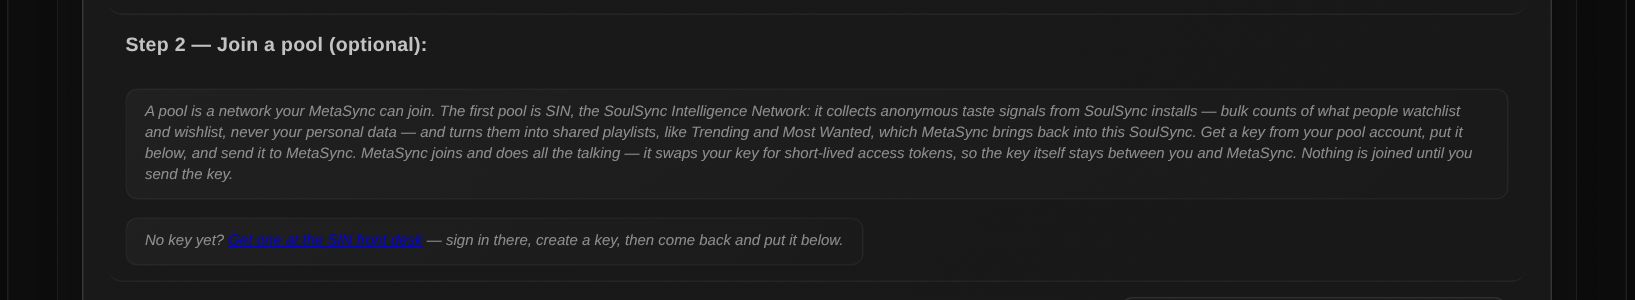 Step 2 — Join a pool (optional):
A pool is a network your MetaSync can join. The first pool is SIN, the SoulSync Intelligence Network: it collects anonymous taste signals from SoulSync installs — bulk counts of what people watchlist
and wishlist, never your personal data — and turns them into shared playlists, like Trending and Most Wanted, which MetaSync brings back into this SoulSync. Get a key from your pool account, put it
below, and send it to MetaSync. MetaSync joins and does all the talking — it swaps your key for short-lived access tokens, so the key itself stays between you and MetaSync. Nothing is joined until you
send the key.
No key yet? Get one at the SIN front desk — sign in there, create a key, then come back and put it below.